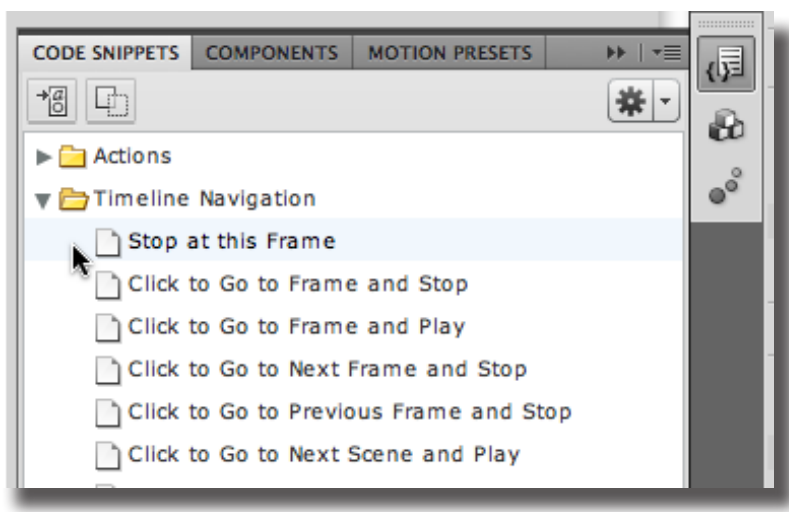 CODE SNIPPETS COMPONENTS MOTION PRESETS
Actions
Timeline Navigation
Stop at this Frame
Click to Go to Frame and Stop
Click to Go to Frame and Play
Click to Go to Next Frame and Stop
Click to Go to Previous Frame and Stop
Click to Go to Next Scene and Play